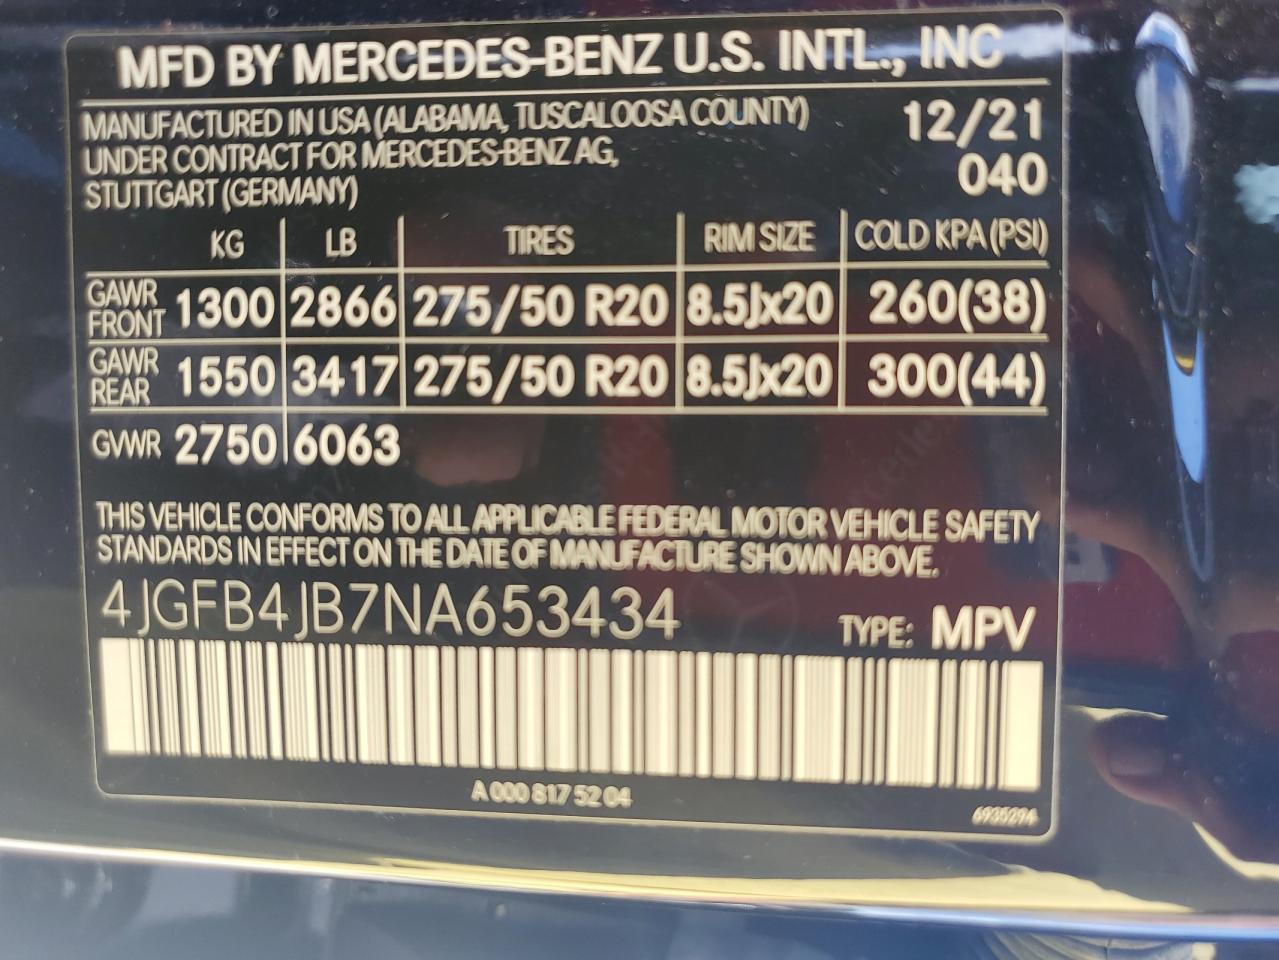 MFD BY MERCEDES-BENZ U.S. INTL., INC
MANUFACTURED IN USA (ALABAMA, TUSCALOOSA COUNTY) 12/21
UNDER CONTRACT FOR MERCEDES-BENZ AG, 040
STUTTGART (GERMANY)
KG LB TIRES RIM SIZE COLD KPA (PSI)
GAWR FRONT 1300 2866 275/50 R20 8.5Jx20 260(38)
GAWR REAR 1550 3417 275/50 R20 8.5Jx20 300(44)
GVWR 2750 6063
THIS VEHICLE CONFORMS TO ALL APPLICABLE FEDERAL MOTOR VEHICLE SAFETY
STANDARDS IN EFFECT ON THE DATE OF MANUFACTURE SHOWN ABOVE.
4JGFB4JB7NA653434 TYPE: MPV
A 000 817 52 04
6935294